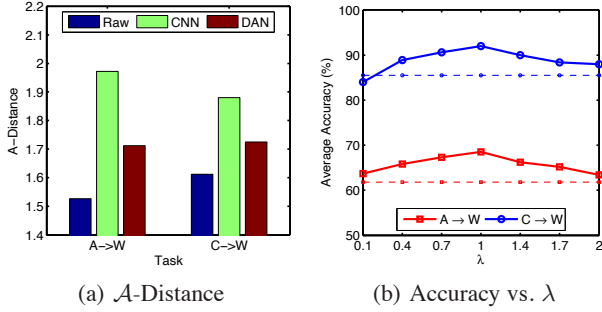 Raw CNN DAN
2.2
2.1
2
1.9
1.8
1.7
1.6
1.5
1.4
A-Distance
A->W C->W
Task
(a) A-Distance
100
90
80
70
60
50
Average Accuracy (%)
A → W C → W
0.1 0.4 0.7 1 1.4 1.7 2
λ
(b) Accuracy vs. λ